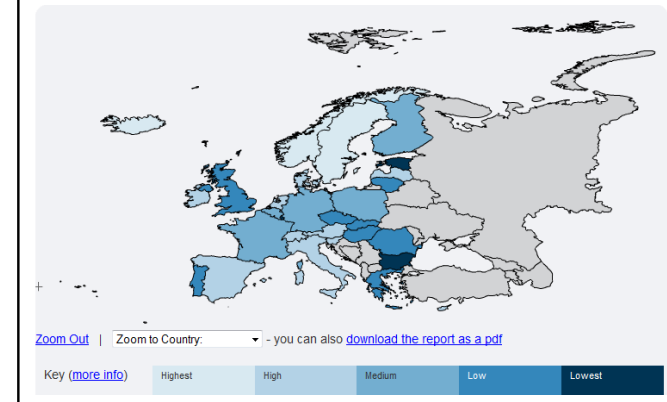 Zoom Out | Zoom to Country: - you can also download the report as a pdf
Key (more info) Highest High Medium Low Lowest